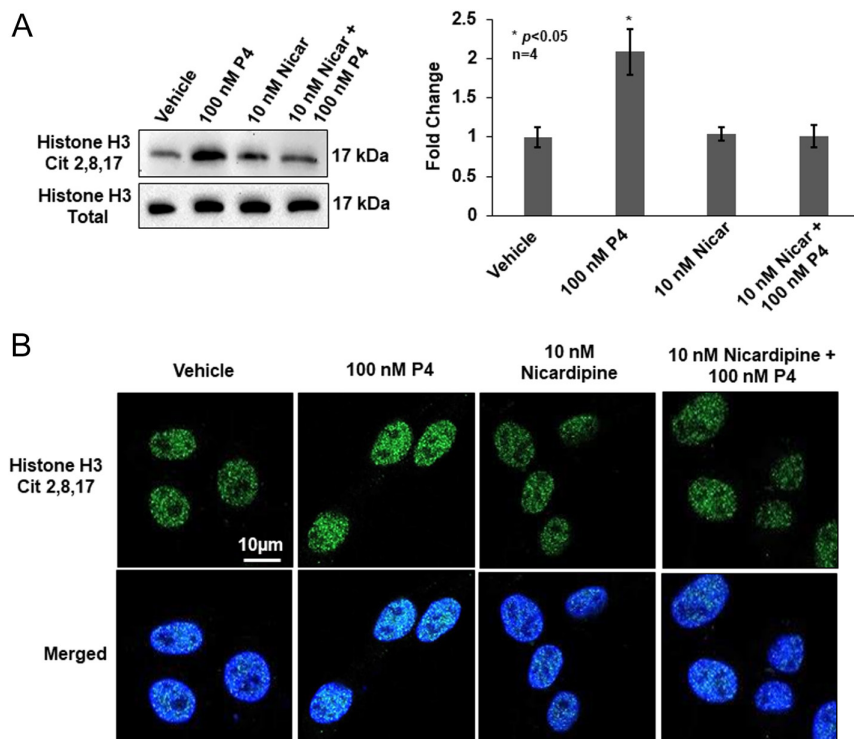 A
Vehicle
100 nM P4
10 nM Nicar
10 nM Nicar +
100 nM P4
Histone H3
Cit 2,8,17
17 kDa
Histone H3
Total
17 kDa
Fold Change
2.5
2
1.5
1
0.5
0
* p<0.05
n=4
*
Vehicle
100 nM P4
10 nM Nicar
10 nM Nicar +
100 nM P4
B
Vehicle
100 nM P4
10 nM
Nicardipine
10 nM Nicardipine +
100 nM P4
Histone H3
Cit 2,8,17
10µm
Merged